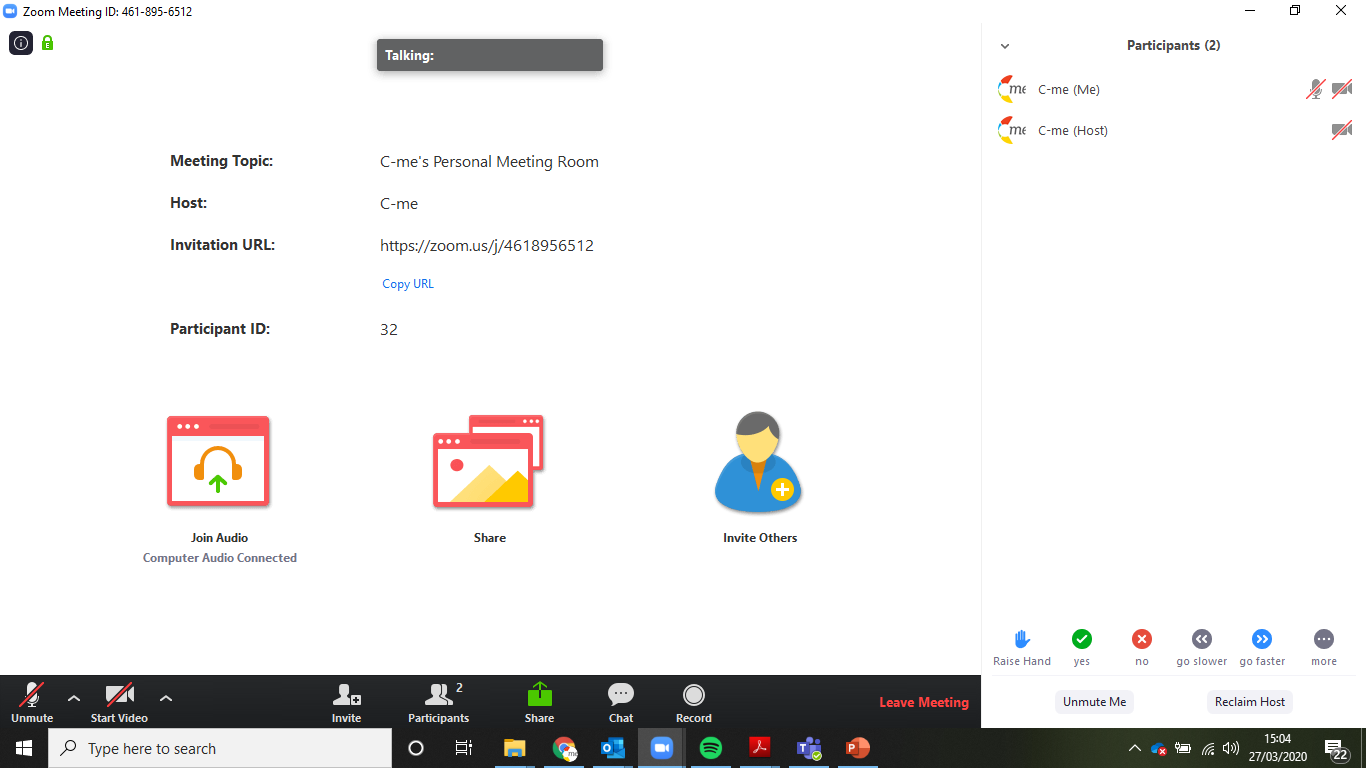 Zoom Meeting ID: 461-895-6512
Talking:
Meeting Topic: C-me's Personal Meeting Room
Host: C-me
Invitation URL: https://zoom.us/j/4618956512
Copy URL
Participant ID: 32
Join Audio
Computer Audio Connected
Share
Invite Others
Participants (2)
me C-me (Me)
me C-me (Host)
Raise Hand yes no go slower go faster more
Unmute Me Reclaim Host
Unmute Start Video Invite Participants 2 Share Chat Record Leave Meeting
Type here to search
15:04
27/03/2020
22